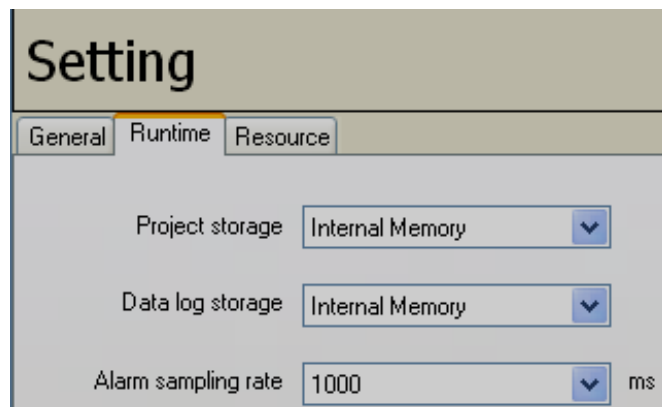 Setting
General Runtime Resource
Project storage Internal Memory
Data log storage Internal Memory
Alarm sampling rate 1000 ms